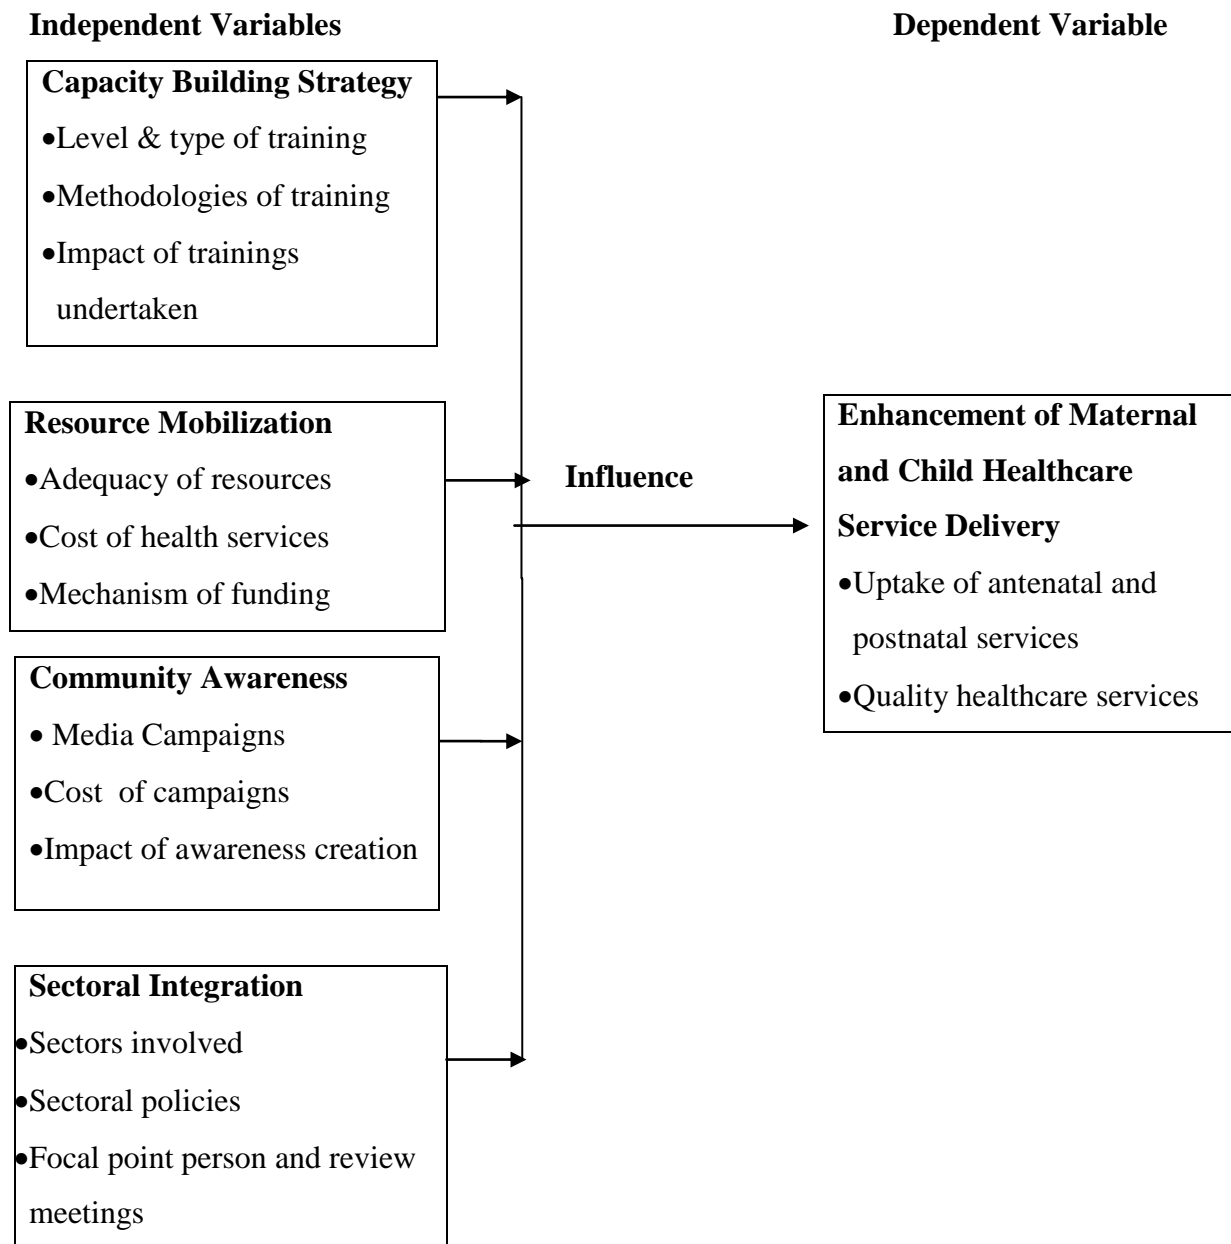 Independent Variables
Dependent Variable
Capacity Building Strategy
•Level & type of training
•Methodologies of training
•Impact of trainings
undertaken
Resource Mobilization
•Adequacy of resources
•Cost of health services
•Mechanism of funding
Influence
Enhancement of Maternal
and Child Healthcare
Service Delivery
•Uptake of antenatal and
postnatal services
•Quality healthcare services
Community Awareness
• Media Campaigns
•Cost of campaigns
•Impact of awareness creation
Sectoral Integration
•Sectors involved
•Sectoral policies
•Focal point person and review
meetings